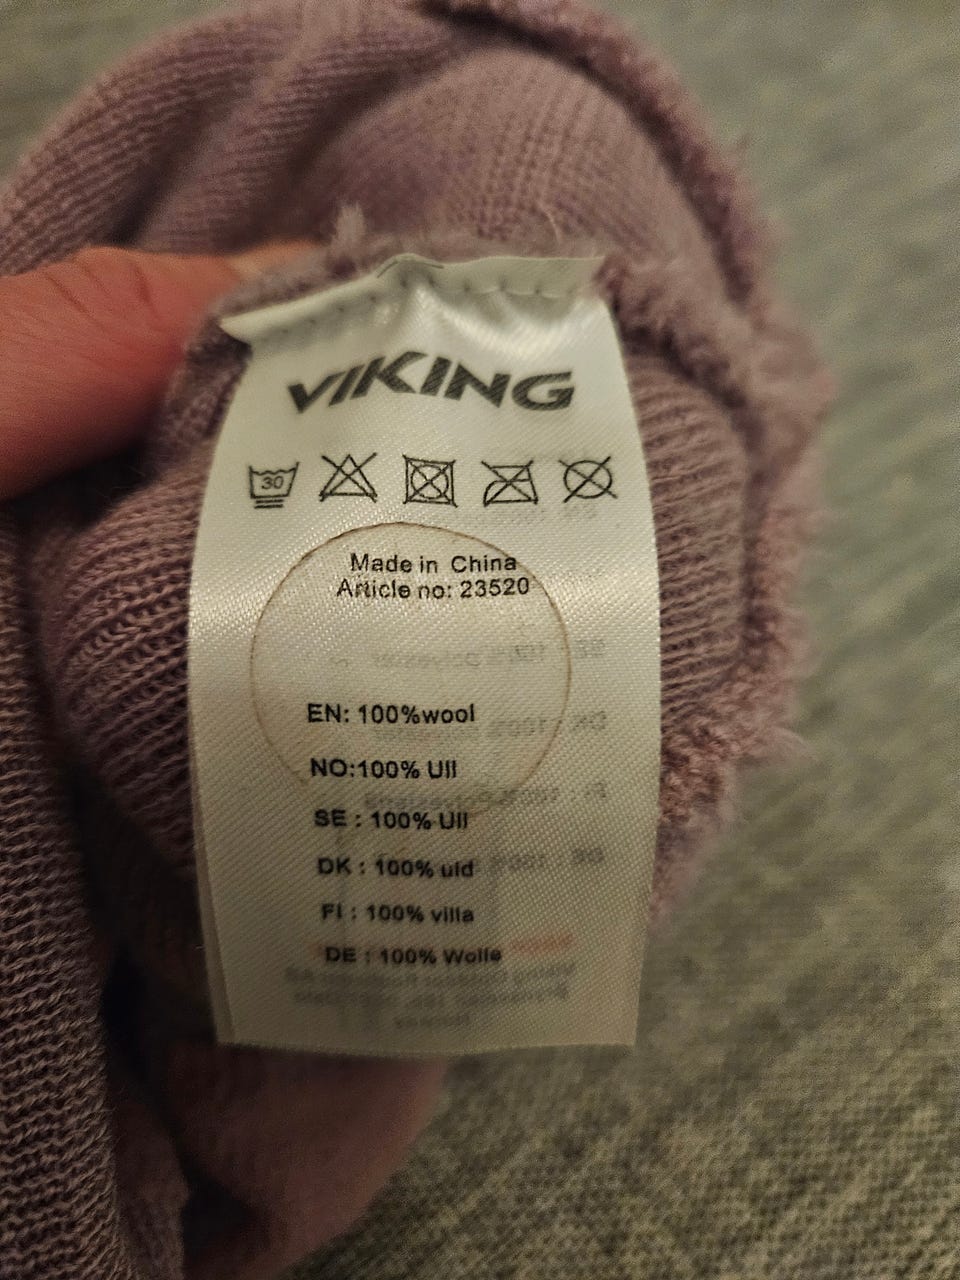 VIKING
30
Made in China
Article no: 23520
EN: 100%wool
NO:100% Ull
SE : 100% Ull
DK : 100% uld
FI : 100% villa
DE : 100% Wolle